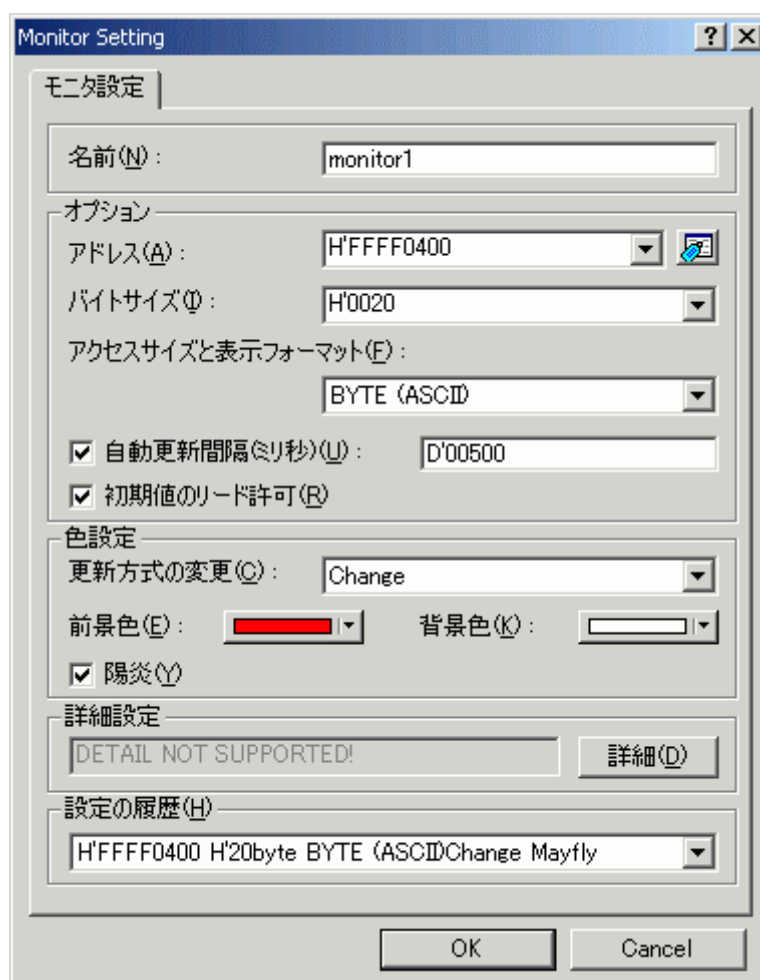 Monitor Setting
モニタ設定
名前(N) : monitor1
オプション
アドレス(A) : H'FFFF0400
バイトサイズ(I) : H'0020
アクセスサイズと表示フォーマット(F) :
BYTE (ASCII)
自動更新間隔(ミリ秒)(U) : D'00500
初期値のリード許可(R)
色設定
更新方式の変更(C) : Change
前景色(E) : 背景色(K) :
陽炎(Y)
詳細設定
DETAIL NOT SUPPORTED! 詳細(D)
設定の履歴(H)
H'FFFF0400 H'20byte BYTE (ASCII)Change Mayfly
OK Cancel